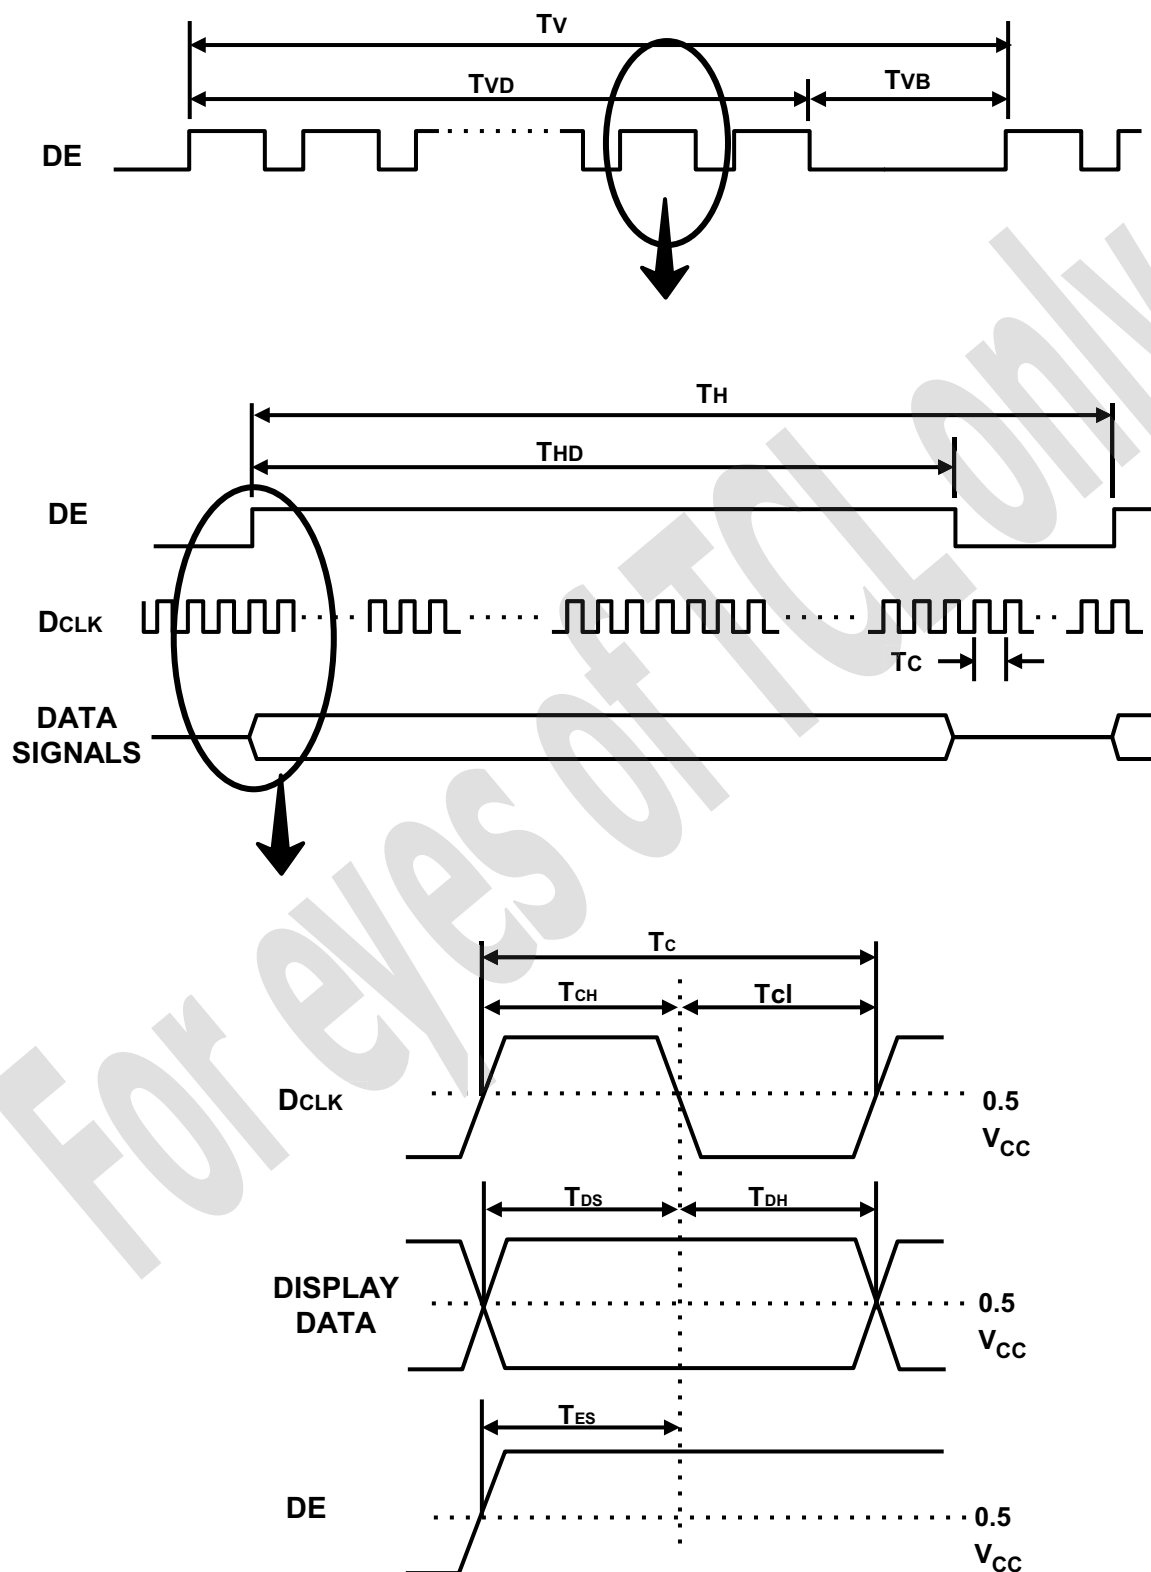 TV
TVD
TVB
DE
TH
THD
DE
DCLK
TC
DATA
SIGNALS
TC
TCH
Tcl
DCLK
0.5
VCC
TDS
TDH
DISPLAY
DATA
0.5
VCC
TES
DE
0.5
VCC
For eyes of TCL only